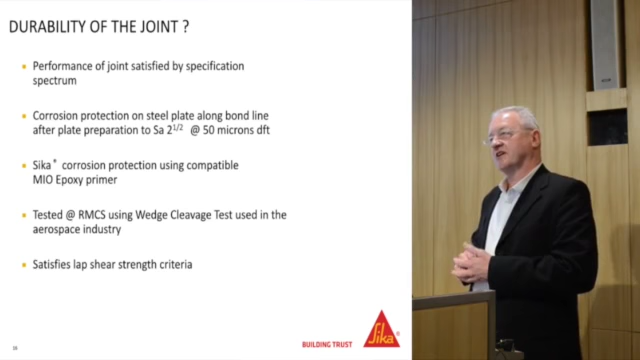 DURABILITY OF THE JOINT ?
Performance of joint satisfied by specification
spectrum
Corrosion protection on steel plate along bond line
after plate preparation to Sa 2 1/2 @ 50 microns dft
Sika * corrosion protection using compatible
MIO Epoxy primer
Tested @ RMCS using Wedge Cleavage Test used in the
aerospace industry
Satisfies lap shear strength criteria
BUILDING TRUST
Sika®